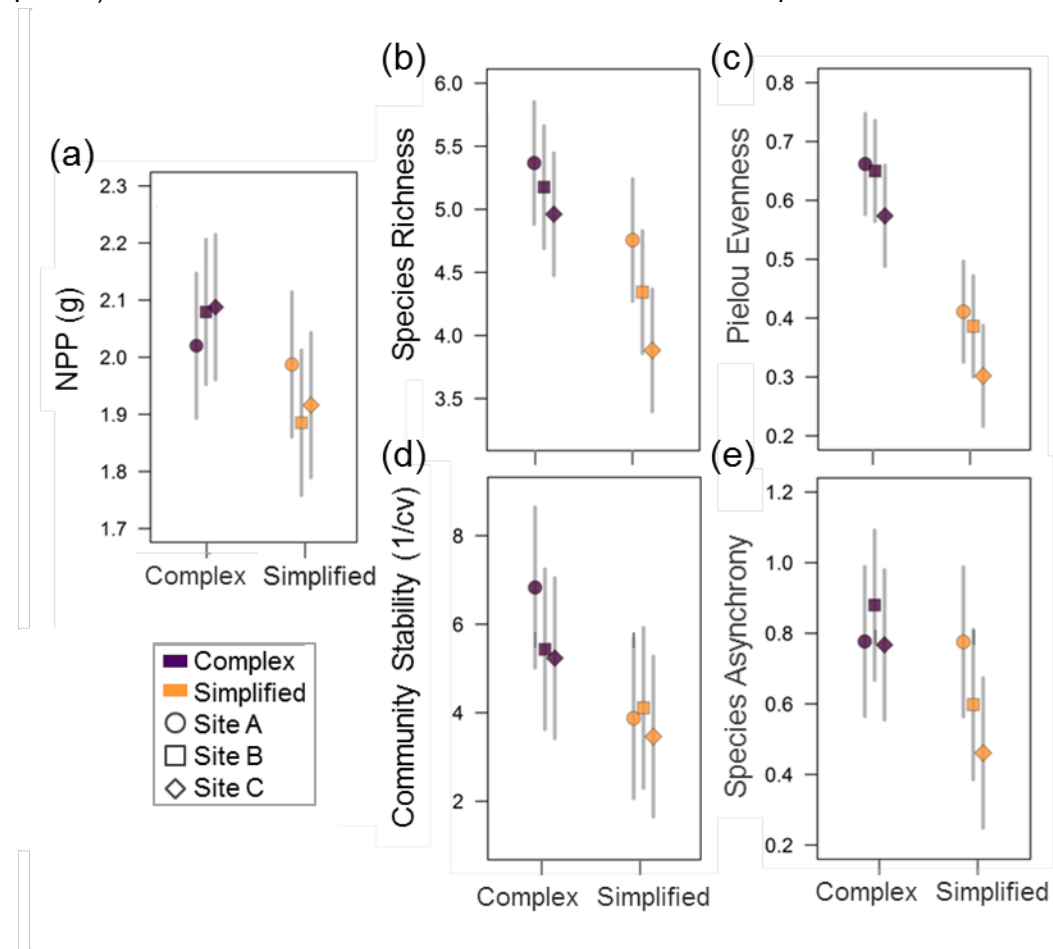 (a)
NPP (g)
2.3
2.2
2.1
2.0
1.9
1.8
1.7
Complex
Simplified
(b)
Species Richness
6.0
5.5
5.0
4.5
4.0
3.5
(c)
Pielou Evenness
0.8
0.7
0.6
0.5
0.4
0.3
0.2
(d)
Community Stability (1/cv)
8
6
4
2
Complex
Simplified
(e)
Species Asynchrony
1.2
1.0
0.8
0.6
0.4
0.2
Complex
Simplified
Complex
Simplified
Site A
Site B
Site C